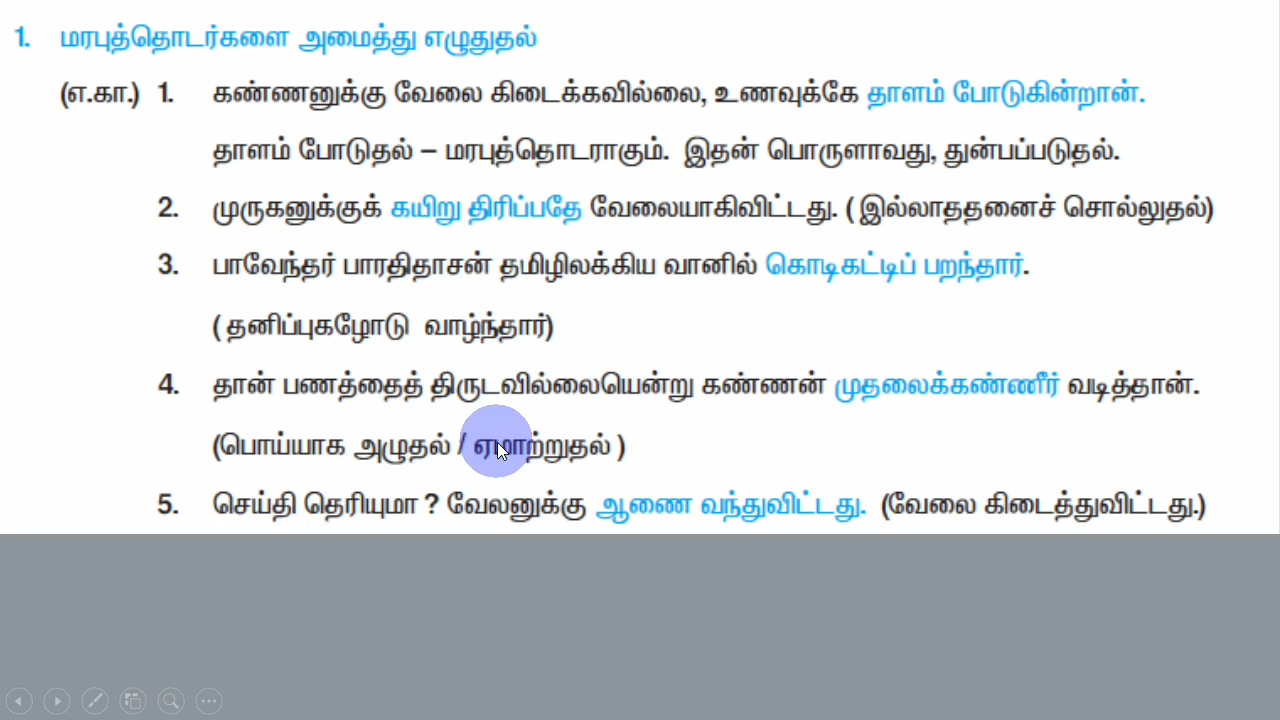 1. மரபுத்தொடர்களை அமைத்து எழுதுதல்
(எ.கா.) 1. கண்ணனுக்கு வேலை கிடைக்கவில்லை, உணவுக்கே தாளம் போடுகின்றான்.
தாளம் போடுதல் – மரபுத்தொடராகும். இதன் பொருளாவது, துன்பப்படுதல்.
2. முருகனுக்குக் கயிறு திரிப்பதே வேலையாகிவிட்டது. ( இல்லாததனைச் சொல்லுதல்)
3. பாவேந்தர் பாரதிதாசன் தமிழிலக்கிய வானில் கொடிகட்டிப் பறந்தார்.
( தனிப்புகழோடு வாழ்ந்தார்)
4. தான் பணத்தைத் திருடவில்லையென்று கண்ணன் முதலைக்கண்ணீர் வடித்தான்.
(பொய்யாக அழுதல் / ஏமாற்றுதல் )
5. செய்தி தெரியுமா ? வேலனுக்கு ஆணை வந்துவிட்டது. (வேலை கிடைத்துவிட்டது.)